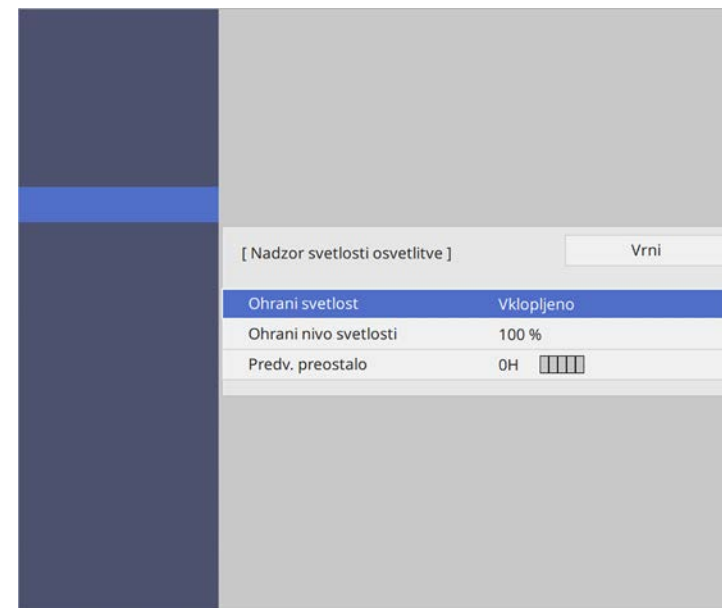 [ Nadzor svetlosti osvetlitve ] Vrni
Ohrani svetlost Vklopljeno
Ohrani nivo svetlosti 100 %
Predv. preostalo 0H